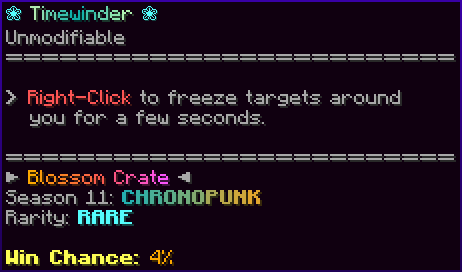 ❀ Timewinder ❀
Unmodifiable
================================
> Right-Click to freeze targets around
you for a few seconds.
================================
► Blossom Crate ◄
Season 11: CHRONOPUNK
Rarity: RARE
Win Chance: 4%